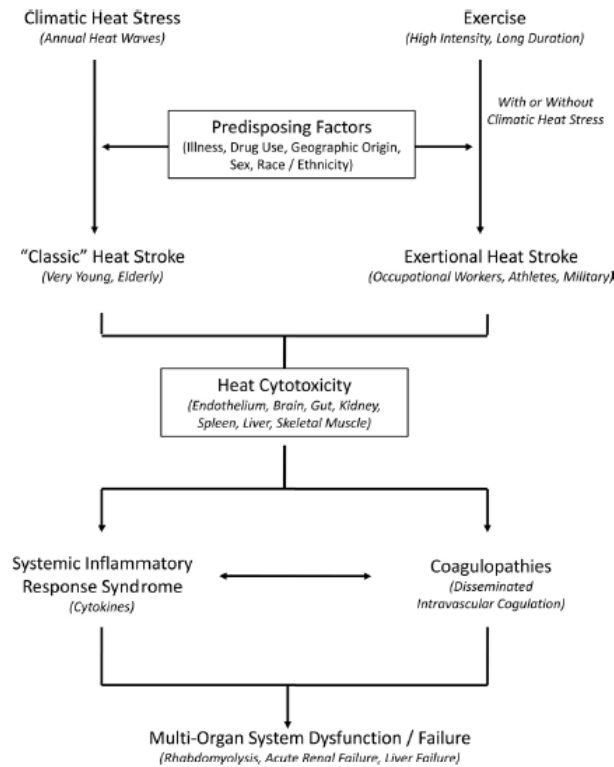 Climatic Heat Stress
(Annual Heat Waves)
Exercise
(High Intensity, Long Duration)
With or Without
Climatic Heat Stress
Predisposing Factors
(Illness, Drug Use, Geographic Origin,
Sex, Race / Ethnicity)
“Classic” Heat Stroke
(Very Young, Elderly)
Exertional Heat Stroke
(Occupational Workers, Athletes, Military)
Heat Cytotoxicity
(Endothelium, Brain, Gut, Kidney,
Spleen, Liver, Skeletal Muscle)
Systemic Inflammatory
Response Syndrome
(Cytokines)
Coagulopathies
(Disseminated
Intravascular Cogulation)
Multi-Organ System Dysfunction / Failure
(Rhabdomyolysis, Acute Renal Failure, Liver Failure)